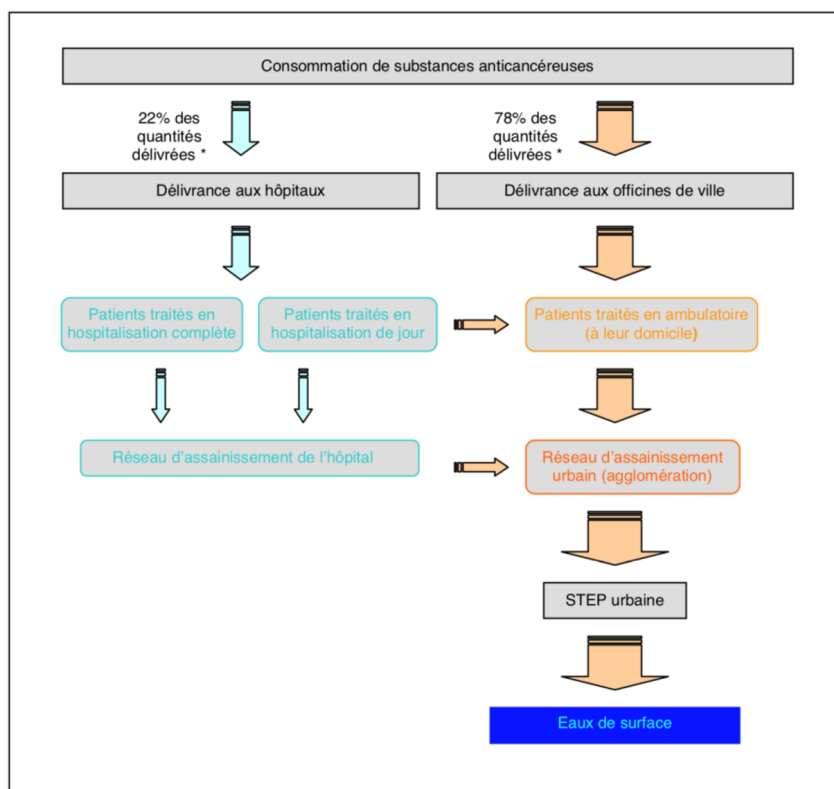 Consommation de substances anticancéreuses
22% des
quantités
délivrées *
78% des
quantités
délivrées *
Délivrance aux hôpitaux
Délivrance aux officines de ville
Patients traités en
hospitalisation complète
Patients traités en
hospitalisation de jour
Patients traités en ambulatoire
(à leur domicile)
Réseau d'assainissement de l'hôpital
Réseau d'assainissement
urbain (agglomération)
STEP urbaine
Eaux de surface